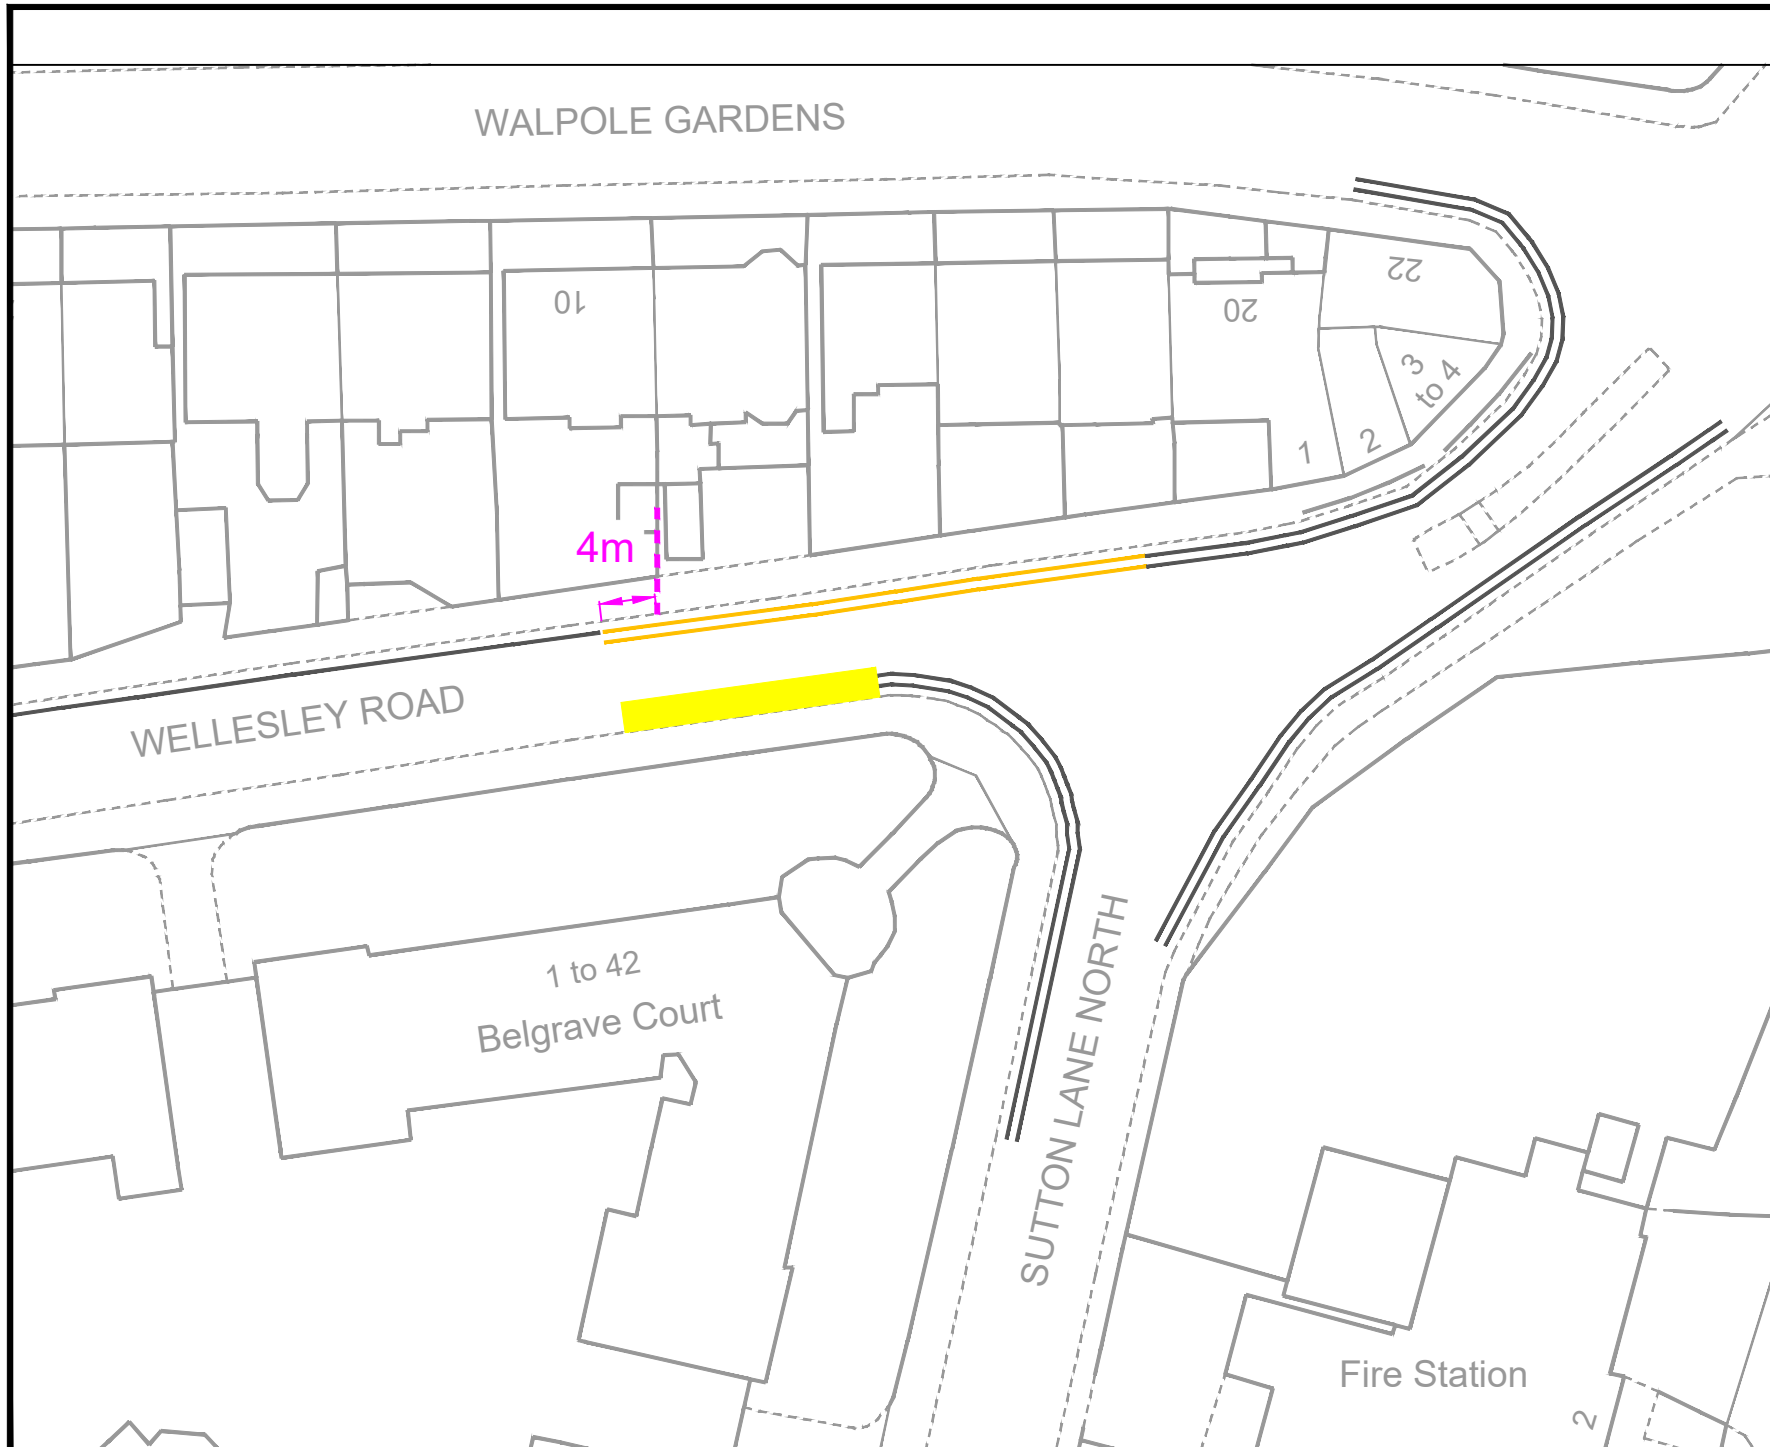 WALPOLE GARDENS
10
20
22
3
to 4
2
1
4m
WELLESLEY ROAD
1 to 42
Belgrave Court
SUTTON LANE NORTH
Fire Station
2